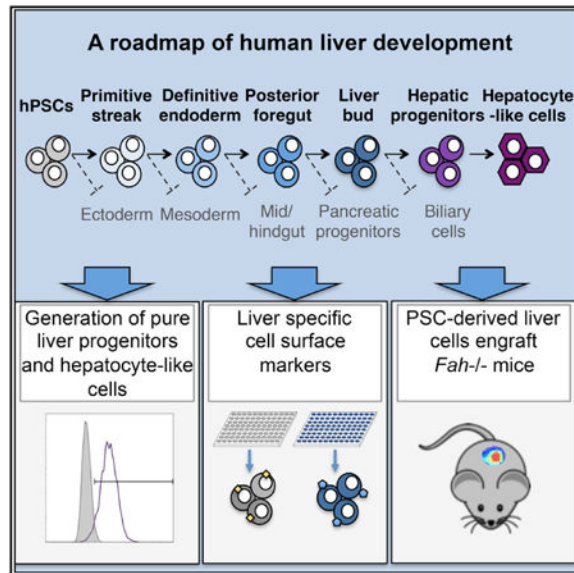 A roadmap of human liver development
hPSCs
Primitive
streak
Definitive
endoderm
Posterior
foregut
Liver
bud
Hepatic
progenitors
Hepatocyte
-like cells
Ectoderm
Mesoderm
Mid/
hindgut
Pancreatic
progenitors
Biliary
cells
Generation of pure
liver progenitors
and hepatocyte-like
cells
Liver specific
cell surface
markers
PSC-derived liver
cells engraft
Fah-/- mice